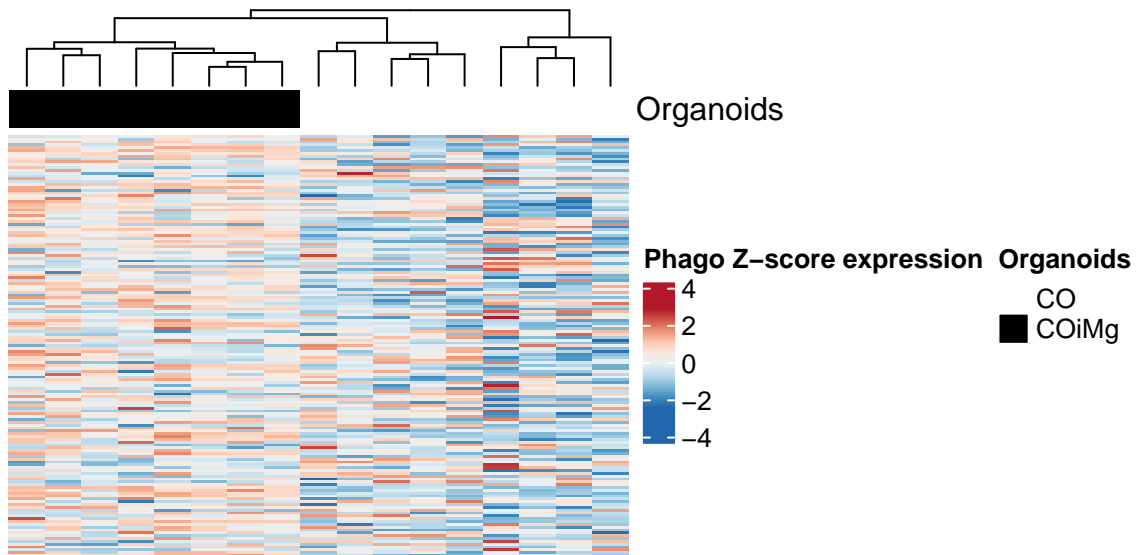 Organoids
Phago Z−score expression
4
2
0
−2
−4
Organoids
CO
COiMg